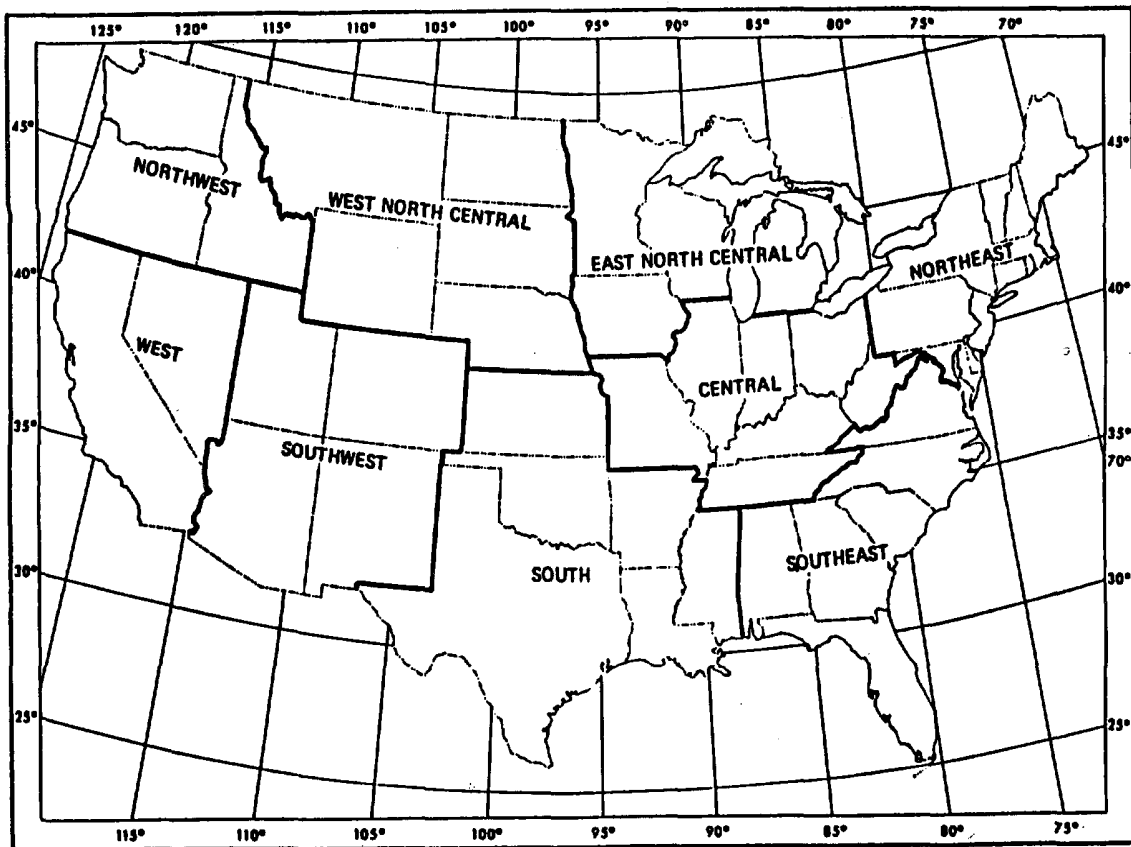 125° 120° 115° 110° 105° 100° 95° 90° 85° 80° 75° 70°
45° 45°
NORTHWEST
WEST NORTH CENTRAL
EAST NORTH CENTRAL
NORTHEAST
40° 40°
WEST
CENTRAL
35° 35°
70°
SOUTHWEST
SOUTHEAST
SOUTH
30° 30°
25° 25°
115° 110° 105° 100° 95° 90° 85° 80° 75°